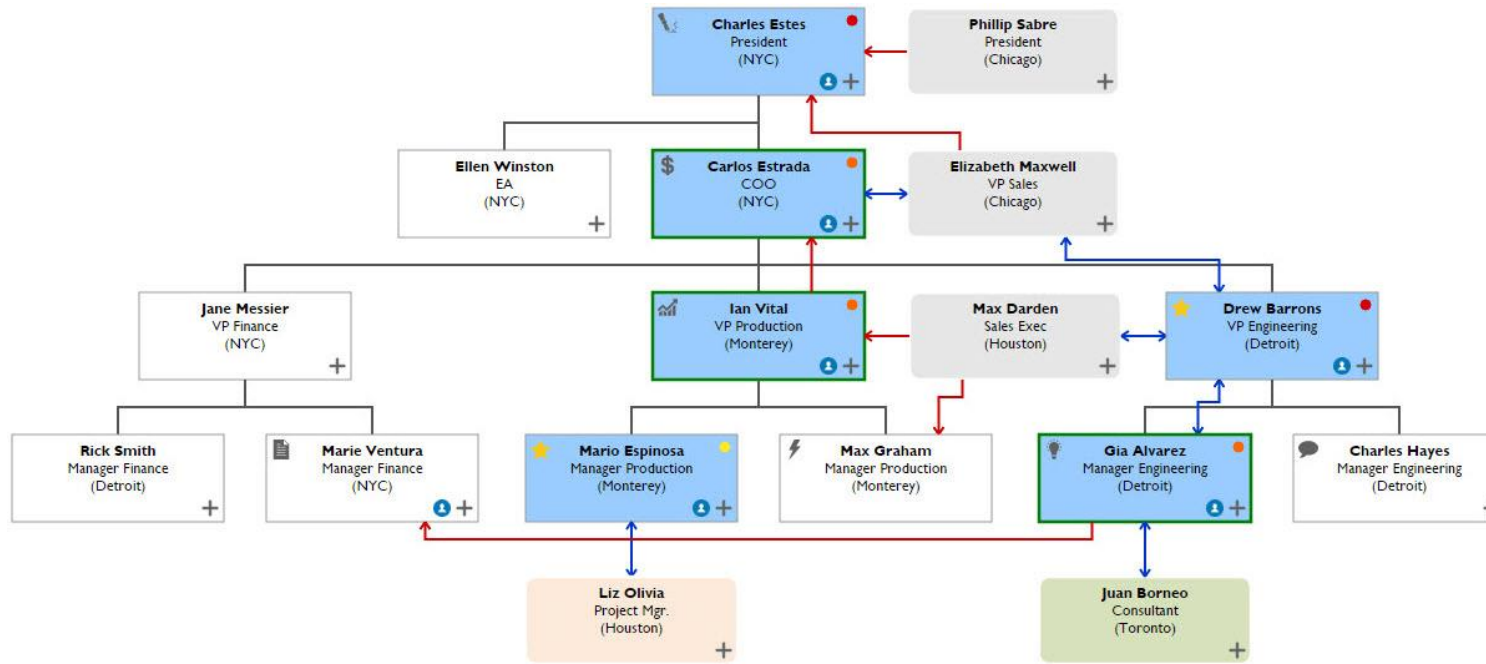 Charles Estes
President
(NYC)
Phillip Sabre
President
(Chicago)
Ellen Winston
EA
(NYC)
$
Carlos Estrada
COO
(NYC)
Elizabeth Maxwell
VP Sales
(Chicago)
Jane Messier
VP Finance
(NYC)
Ian Vital
VP Production
(Monterey)
Max Darden
Sales Exec
(Houston)
Drew Barrons
VP Engineering
(Detroit)
Rick Smith
Manager Finance
(Detroit)
Marie Ventura
Manager Finance
(NYC)
Mario Espinosa
Manager Production
(Monterey)
Max Graham
Manager Production
(Monterey)
Gia Alvarez
Manager Engineering
(Detroit)
Charles Hayes
Manager Engineering
(Detroit)
Liz Olivia
Project Mgr.
(Houston)
Juan Borneo
Consultant
(Toronto)